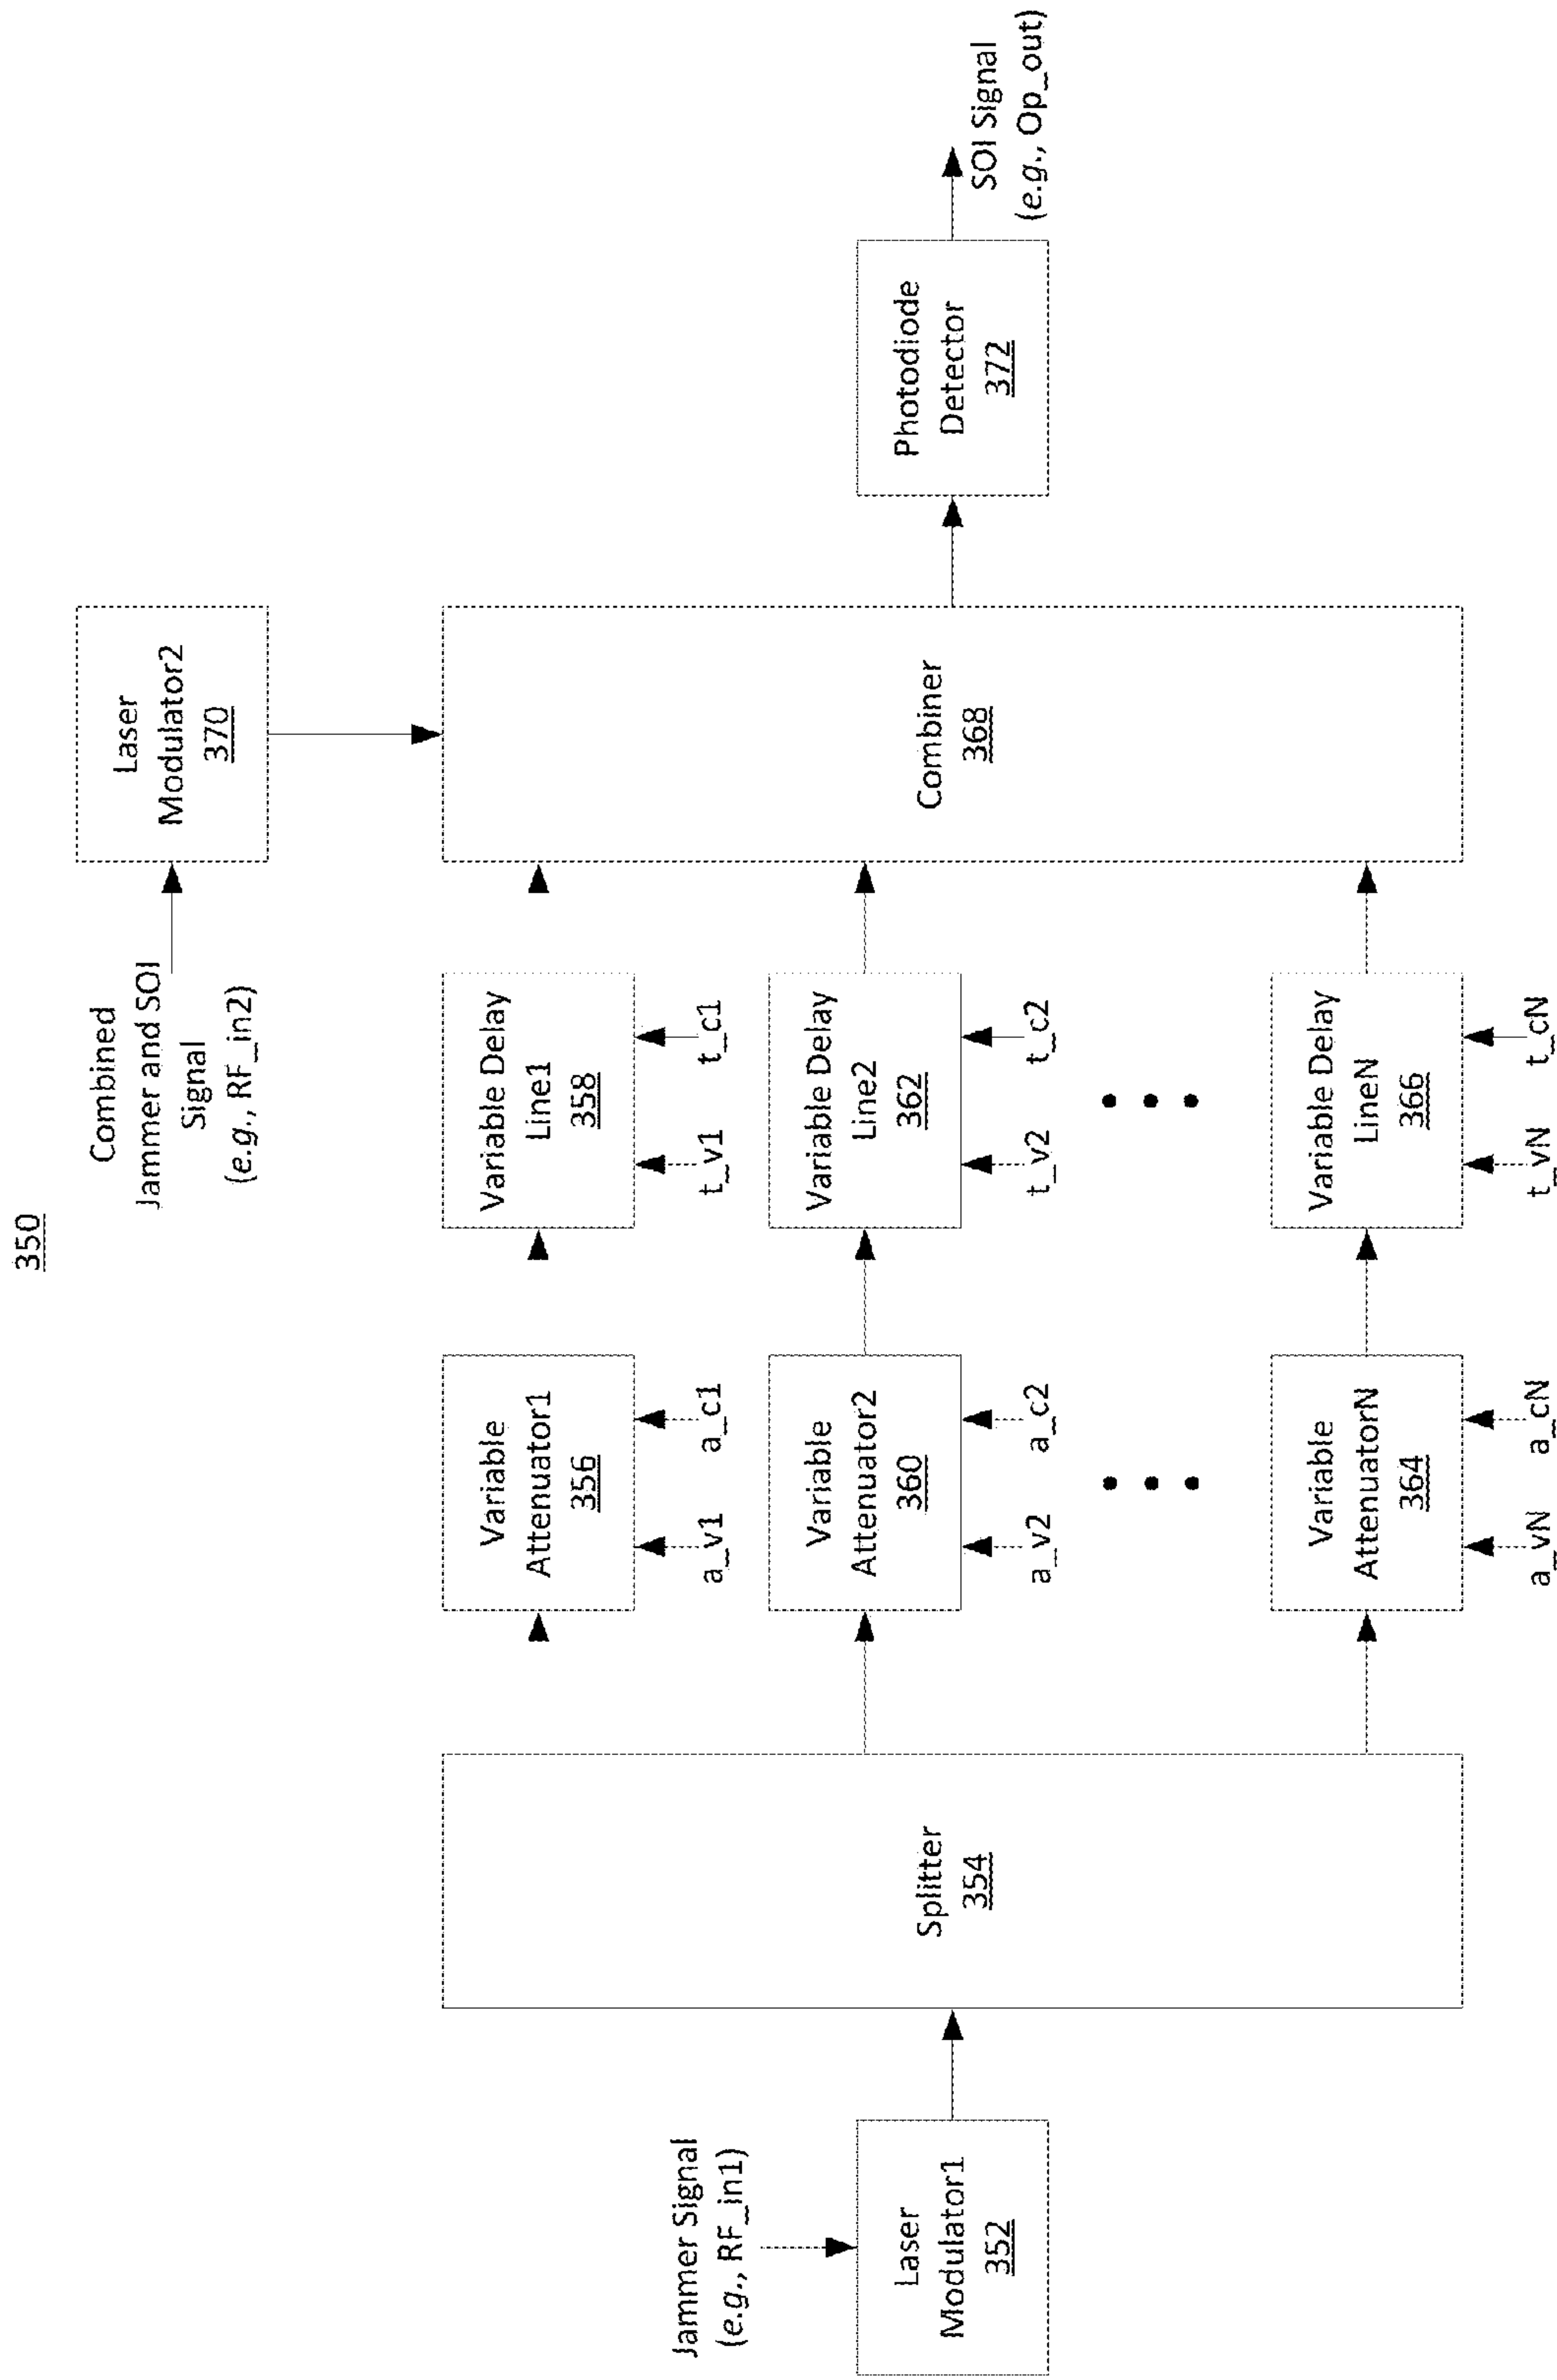 350
Combined
Jammer and SOI
Signal
(e.g., RF_in2)
Laser
Modulator2
370
Jammer Signal
(e.g., RF_in1)
Laser
Modulator1
352
Splitter
354
Variable
Attenuator1
356
a_v1
a_c1
Variable Delay
Line1
358
t_v1
t_c1
Variable
Attenuator2
360
a_v2
a_c2
Variable Delay
Line2
362
t_v2
t_c2
Variable
AttenuatorN
364
a_vN
a_cN
Variable Delay
LineN
366
t_vN
t_cN
Combiner
368
Photodiode
Detector
372
SOI Signal
(e.g., Op_out)